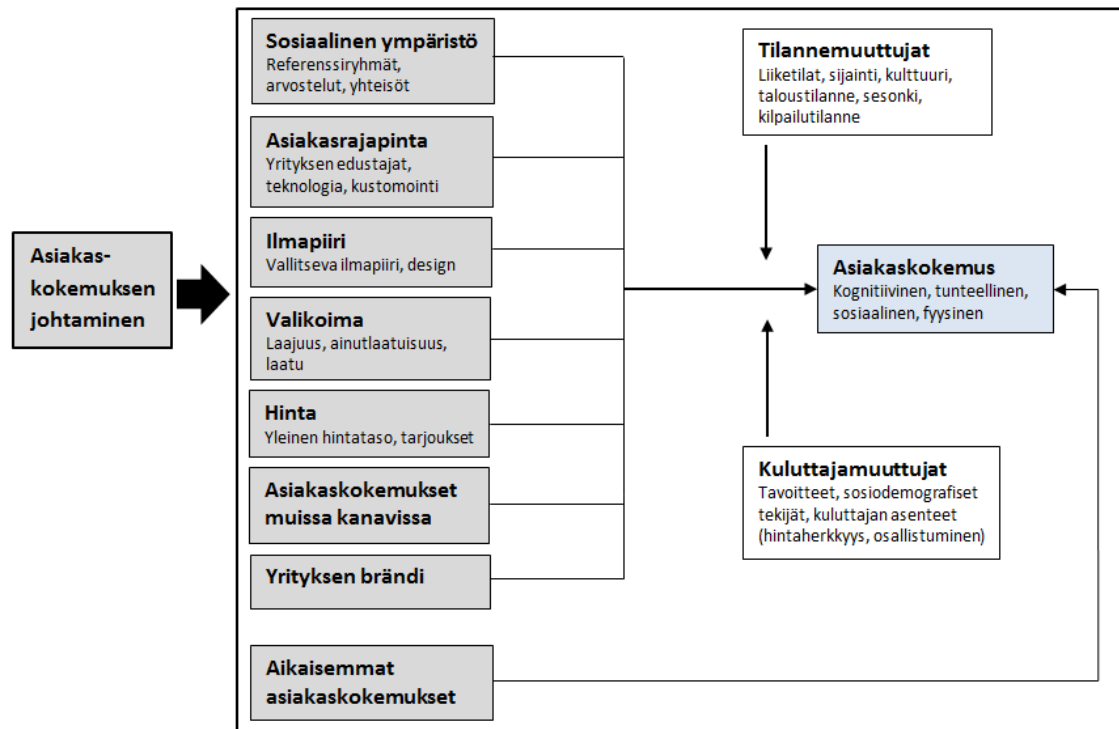 Asiakas-
kokemuksen
johtaminen
Sosiaalinen ympäristö
Referenssiryhmät,
arvostelut, yhteisöt
Asiakasrajapinta
Yrityksen edustajat,
teknologia, kustomointi
Ilmapiiri
Vallitseva ilmapiiri, design
Valikoima
Laajuus, ainutlaatuisuus,
laatu
Hinta
Yleinen hintataso, tarjoukset
Asiakaskokemukset
muissa kanavissa
Yrityksen brändi
Aikaisemmat
asiakaskokemukset
Tilannemuuttujat
Liiketilat, sijainti, kulttuuri,
taloustilanne, sesonki,
kilpailutilanne
Asiakaskokemus
Kognitiivinen, tunteellinen,
sosiaalinen, fyysinen
Kuluttajamuuttujat
Tavoitteet, sosiodemografiset
tekijät, kuluttajan asenteet
(hintaherkkyys, osallistuminen)